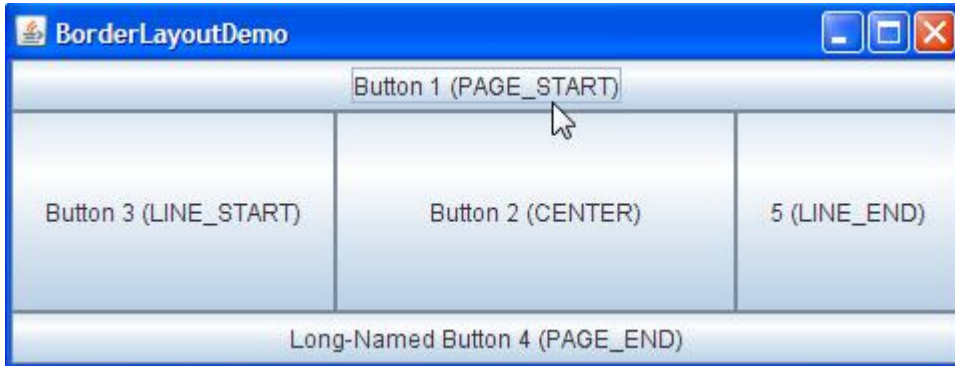 BorderLayoutDemo
Button 1 (PAGE_START)
Button 3 (LINE_START)
Button 2 (CENTER)
5 (LINE_END)
Long-Named Button 4 (PAGE_END)